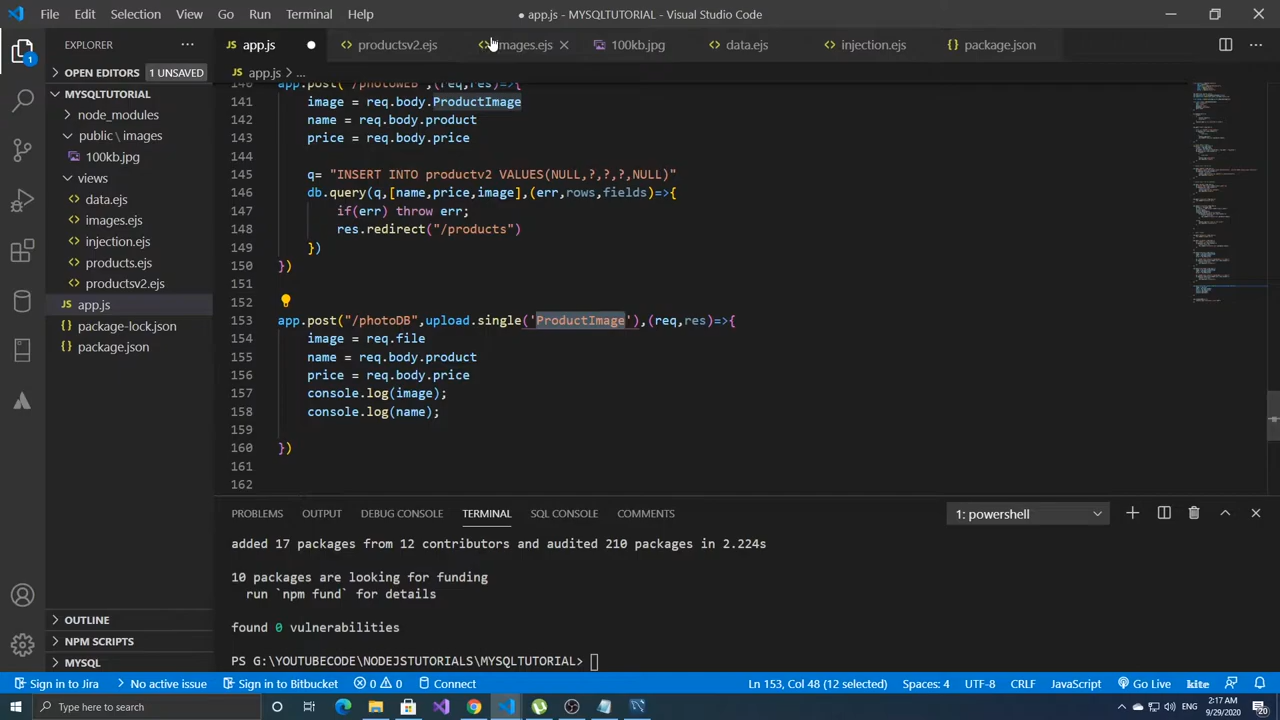 File Edit Selection View Go Run Terminal Help
● app.js - MYSQLTUTORIAL - Visual Studio Code
EXPLORER
app.js productsv2.ejs images.ejs 100kb.jpg data.ejs injection.ejs package.json
OPEN EDITORS 1 UNSAVED
MYSQLTUTORIAL
node_modules
public \ images
100kb.jpg
views
data.ejs
images.ejs
injection.ejs
products.ejs
productsv2.ejs
app.js
package-lock.json
package.json
OUTLINE
NPM SCRIPTS
MYSQL
app.js > ...
140 app.post("/photoWEB",(req,res)=>{
141 image = req.body.ProductImage
142 name = req.body.product
143 price = req.body.price
144
145 q= "INSERT INTO productv2 VALUES(NULL,?,?,?,NULL)"
146 db.query(q,[name,price,image],(err,rows,fields)=>{
147 if(err) throw err;
148 .redirect("/product
149 })
150 })
151
152
153 app.post("/photoDB",upload.single('ProductImage'),(req,res)=>{
154 image = req.file
155 name = req.body.product
156 price = req.body.price
157 console.log(image);
158 console.log(name);
159
160 })
161
162
PROBLEMS OUTPUT DEBUG CONSOLE TERMINAL SQL CONSOLE COMMENTS
1: powershell
added 17 packages from 12 contributors and audited 210 packages in 2.224s
10 packages are looking for funding
run `npm fund` for details
found 0 vulnerabilities
PS G:\YOUTUBECODE\NODEJSTUTORIALS\MYSQLTUTORIAL>
Sign in to Jira No active issue Sign in to Bitbucket 0 0 Connect
Ln 153, Col 48 (12 selected) Spaces: 4 UTF-8 CRLF JavaScript Go Live kite
Type here to search
ENG
2:17 AM
9/29/2020
20